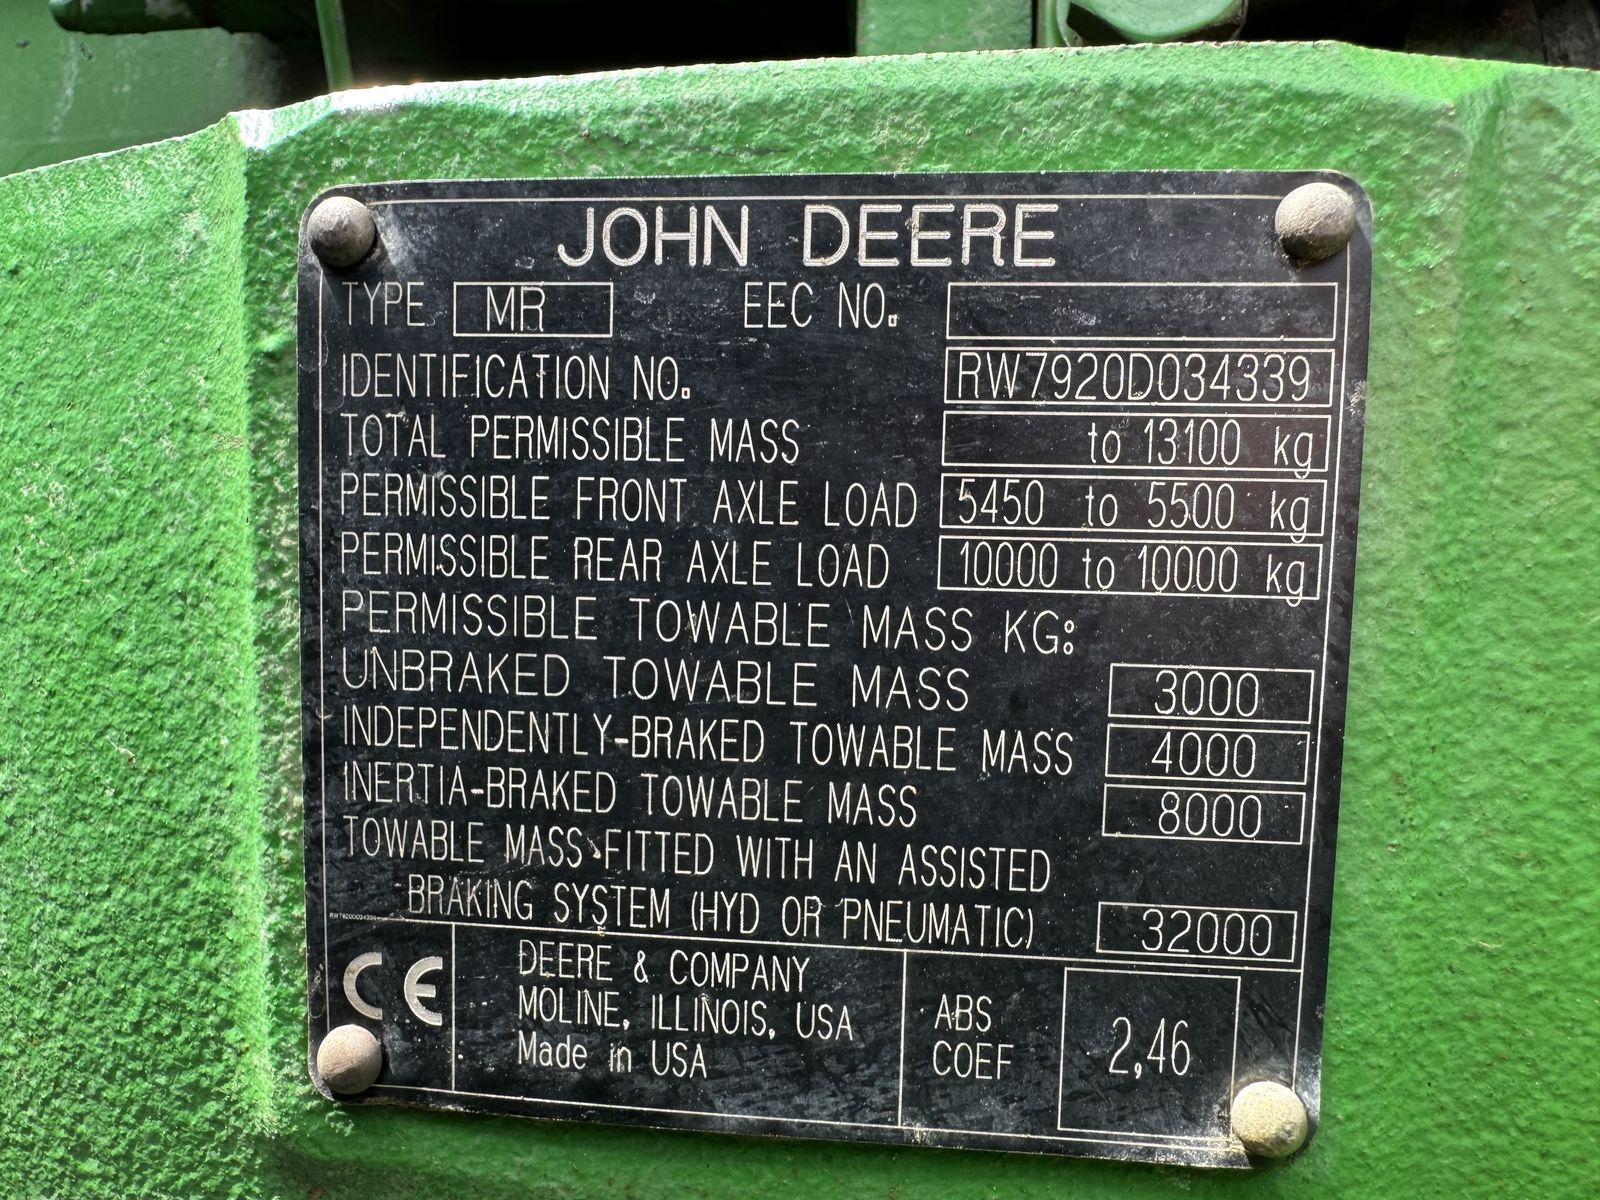 JOHN DEERE
TYPE MR EEC NO.
IDENTIFICATION NO. RW7920D034339
TOTAL PERMISSIBLE MASS to 13100 kg
PERMISSIBLE FRONT AXLE LOAD 5450 to 5500 kg
PERMISSIBLE REAR AXLE LOAD 10000 to 10000 kg
PERMISSIBLE TOWABLE MASS KG:
UNBRAKED TOWABLE MASS 3000
INDEPENDENTLY-BRAKED TOWABLE MASS 4000
INERTIA-BRAKED TOWABLE MASS 8000
TOWABLE MASS FITTED WITH AN ASSISTED
BRAKING SYSTEM (HYD OR PNEUMATIC) 32000
RW7920D034339
CE
DEERE & COMPANY
MOLINE, ILLINOIS, USA
Made in USA
ABS
COEF
2,46